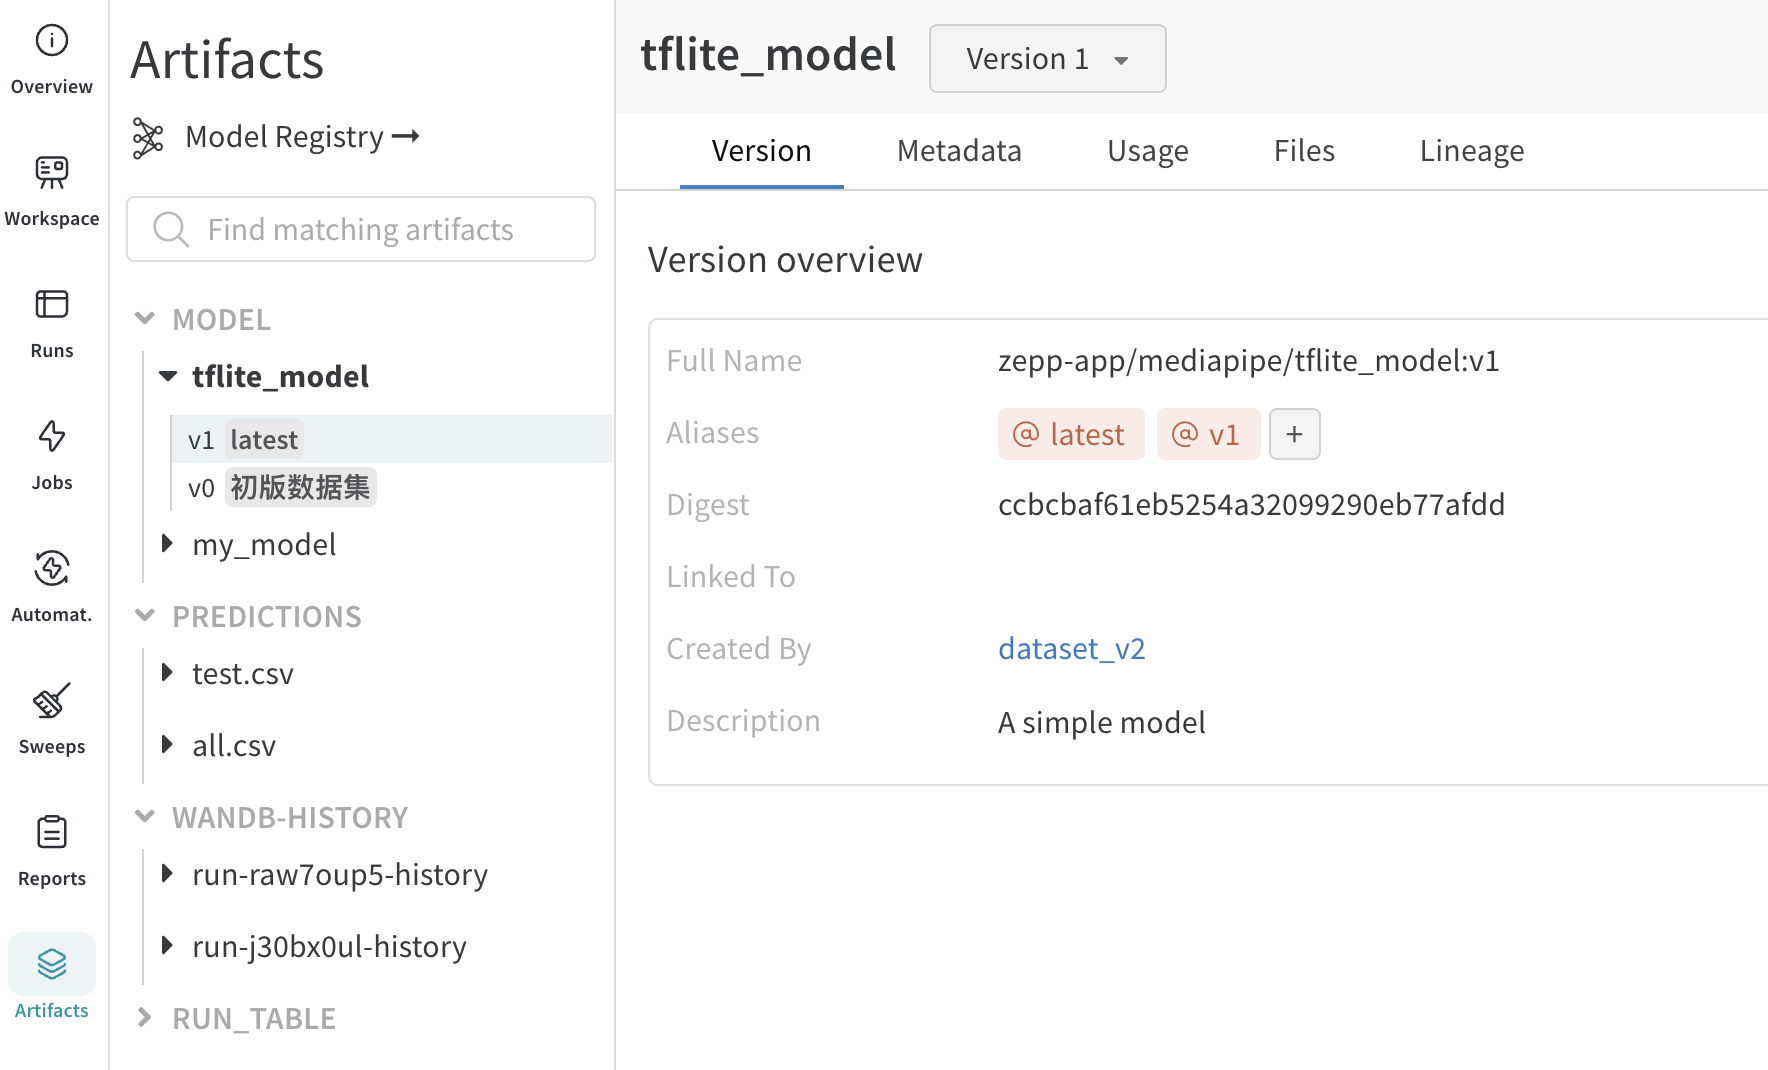 Overview
Workspace
Runs
Jobs
Automat.
Sweeps
Reports
Artifacts
Artifacts
Model Registry
Find matching artifacts
MODEL
tflite_model
v1 latest
v0 初版数据集
my_model
PREDICTIONS
test.csv
all.csv
WANDB-HISTORY
run-raw7oup5-history
run-j30bx0ul-history
RUN_TABLE
tflite_model Version 1
Version Metadata Usage Files Lineage
Version overview
Full Name zepp-app/mediapipe/tflite_model:v1
Aliases @ latest @ v1 +
Digest ccbcbaf61eb5254a32099290eb77afdd
Linked To
Created By dataset_v2
Description A simple model